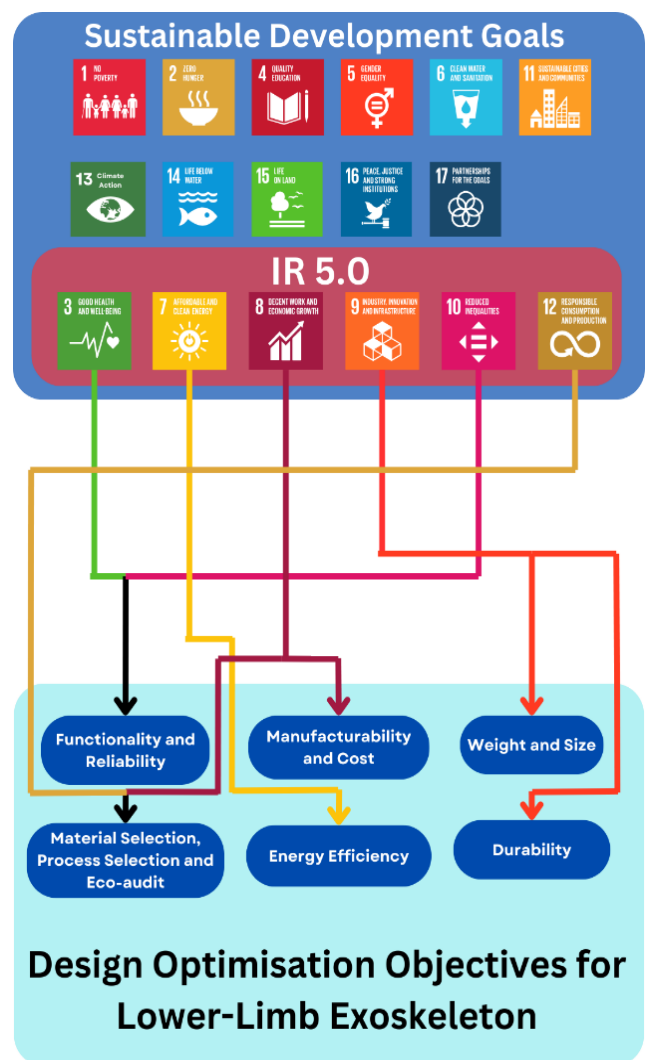 Sustainable Development Goals
1 NO
POVERTY
2 ZERO
HUNGER
4 QUALITY
EDUCATION
5 GENDER
EQUALITY
6 CLEAN WATER
AND SANITATION
11 SUSTAINABLE CITIES
AND COMMUNITIES
13 Climate
Action
14 LIFE BELOW
WATER
15 LIFE
ON LAND
16 PEACE, JUSTICE
AND STRONG
INSTITUTIONS
17 PARTNERSHIPS
FOR THE GOALS
IR 5.0
3 GOOD HEALTH
AND WELL-BEING
7 AFFORDABLE AND
CLEAN ENERGY
8 DECENT WORK AND
ECONOMIC GROWTH
9 INDUSTRY, INNOVATION
AND INFRASTRUCTURE
10 REDUCED
INEQUALITIES
12 RESPONSIBLE
CONSUMPTION
AND PRODUCTION
Functionality and
Reliability
Manufacturability
and Cost
Weight and Size
Material Selection,
Process Selection and
Eco-audit
Energy Efficiency
Durability
Design Optimisation Objectives for
Lower-Limb Exoskeleton